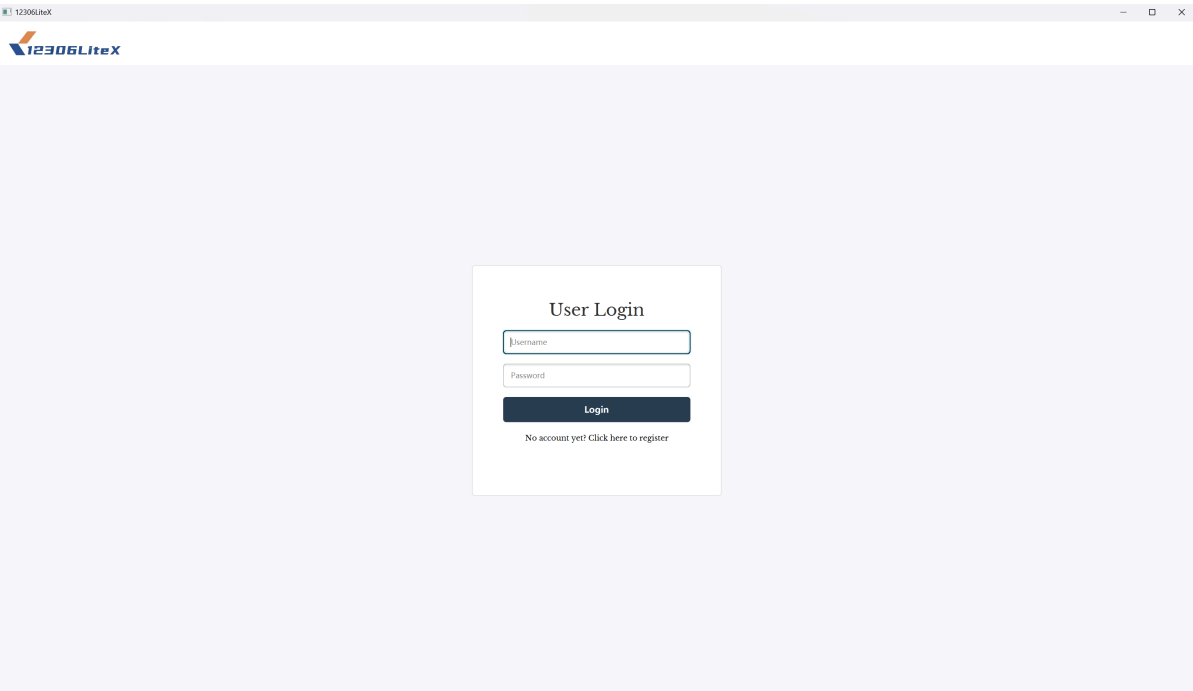 12306LiteX
12306LiteX
User Login
Username
Password
Login
No account yet? Click here to register